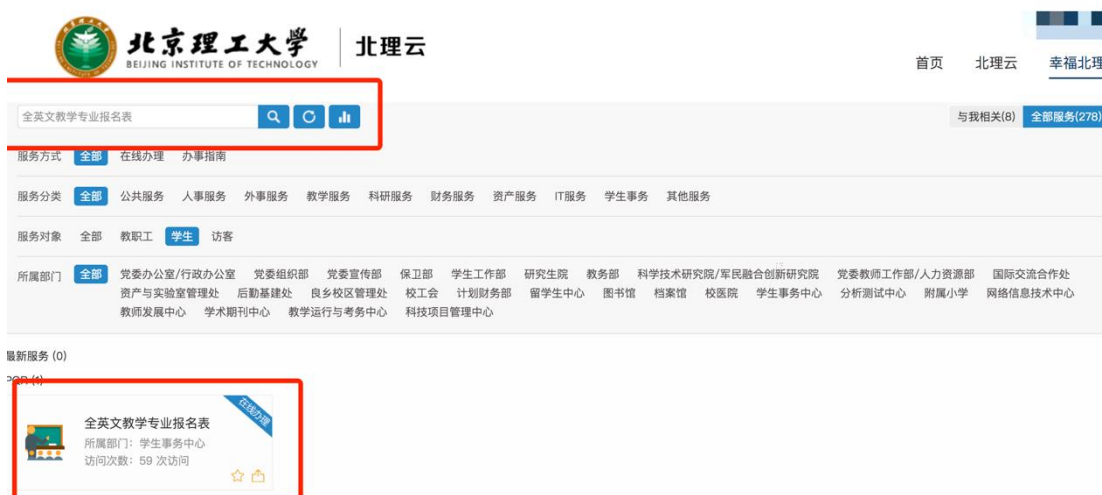 北京理工大学 北理云
BEIJING INSTITUTE OF TECHNOLOGY
首页 北理云 幸福北理
全英文教学专业报名表
与我相关(8) 全部服务(278)
服务方式 全部 在线办理 办事指南
服务分类 全部 公共服务 人事服务 外事服务 教学服务 科研服务 财务服务 资产服务 IT服务 学生事务 其他服务
服务对象 全部 教职工 学生 访客
所属部门 全部 党委办公室/行政办公室 党委组织部 党委宣传部 保卫部 学生工作部 研究生院 教务部 科学技术研究院/军民融合创新研究院 党委教师工作部/人力资源部 国际交流合作处
资产与实验室管理处 后勤基建处 良乡校区管理处 校工会 计划财务部 留学生中心 图书馆 档案馆 校医院 学生事务中心 分析测试中心 附属小学 网络信息技术中心
教师发展中心 学术期刊中心 教学运行与考务中心 科技项目管理中心
最新服务 (0)
PQR (1)
在线办理
全英文教学专业报名表
所属部门：学生事务中心
访问次数：59 次访问